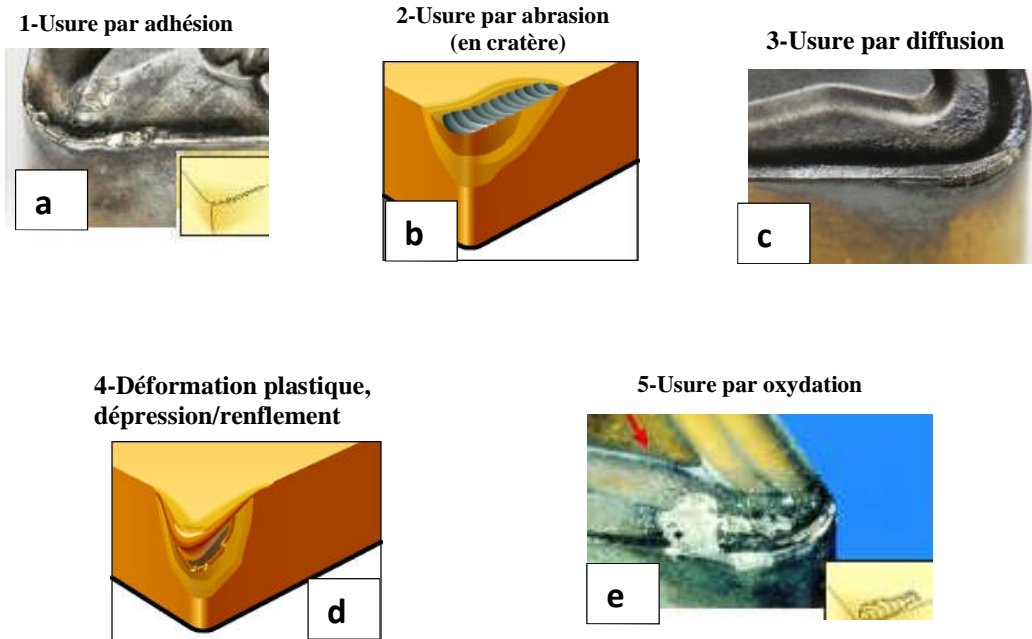 1-Usure par adhésion
2-Usure par abrasion
(en cratère)
3-Usure par diffusion
a
b
c
4-Déformation plastique,
dépression/renflement
5-Usure par oxydation
d
e